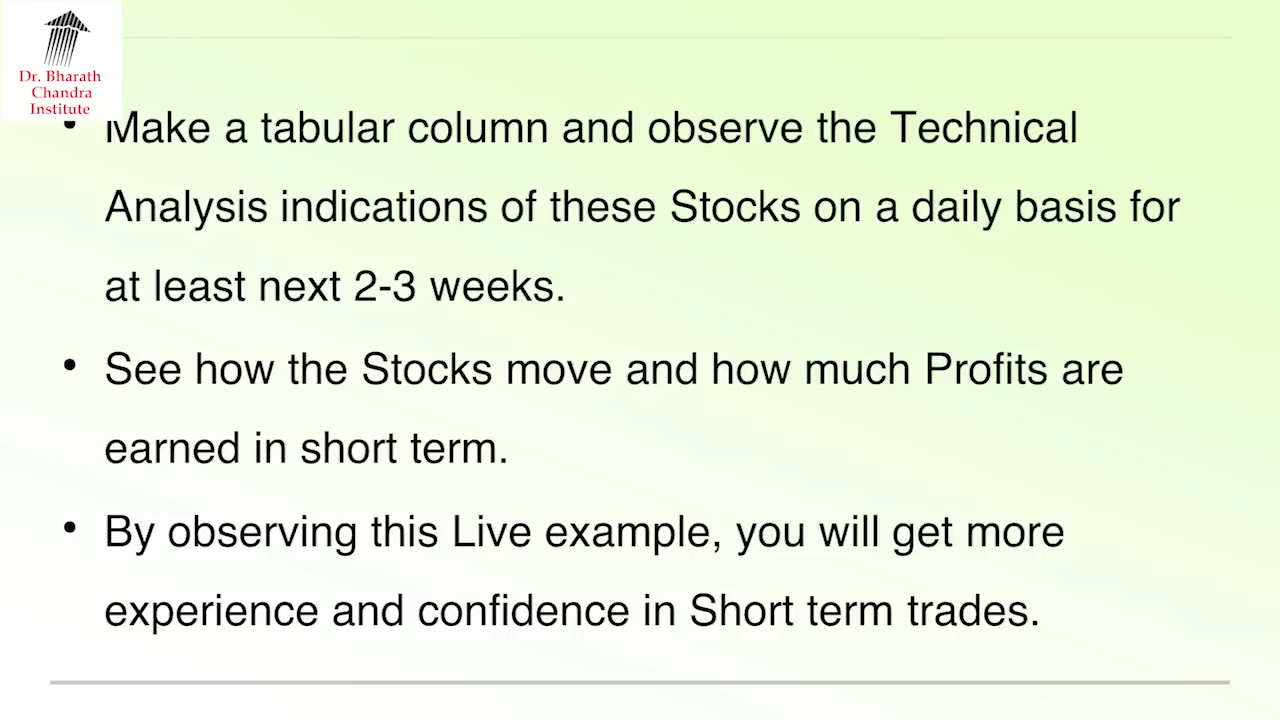 Dr. Bharath
Chandra
Institute
• Make a tabular column and observe the Technical
Analysis indications of these Stocks on a daily basis for
at least next 2-3 weeks.
• See how the Stocks move and how much Profits are
earned in short term.
• By observing this Live example, you will get more
experience and confidence in Short term trades.